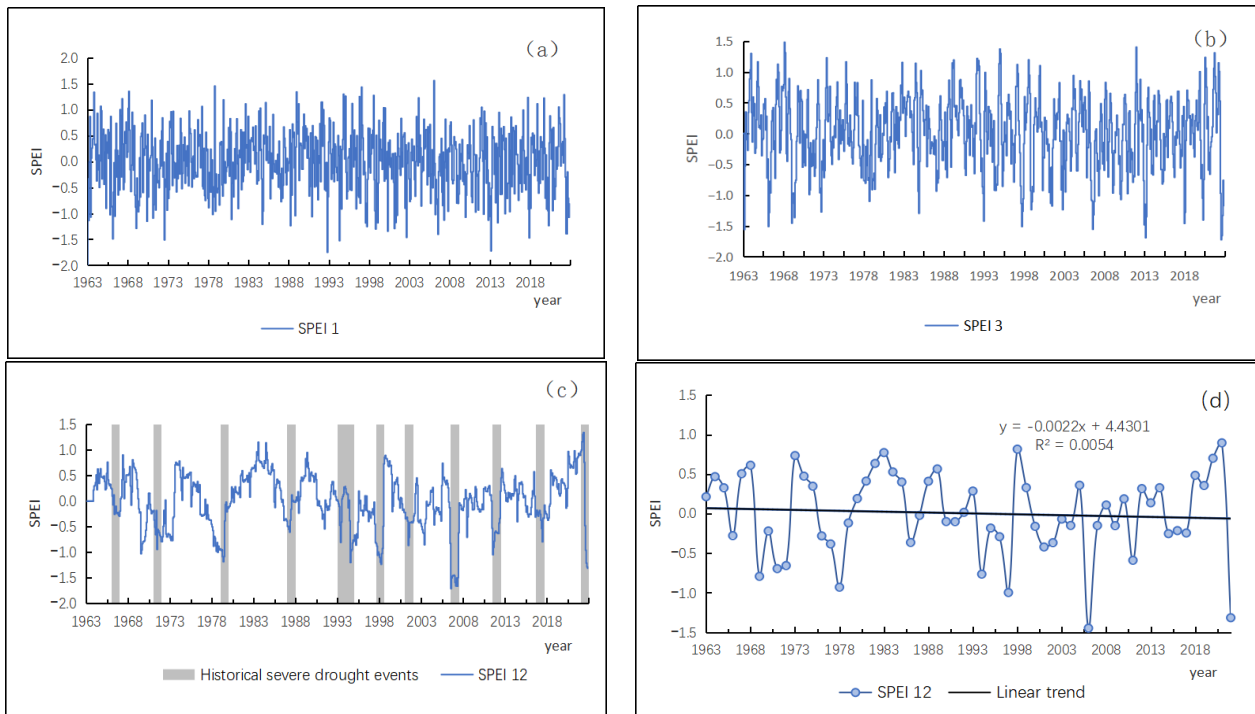 (a)
2.0
1.5
1.0
0.5
0.0
−0.5
−1.0
−1.5
−2.0
SPEI
1963 1968 1973 1978 1983 1988 1993 1998 2003 2008 2013 2018
year
SPEI 1
(b)
1.5
1.0
0.5
0.0
−0.5
−1.0
−1.5
−2.0
SPEI
1963 1968 1973 1978 1983 1988 1993 1998 2003 2008 2013 2018
year
SPEI 3
(c)
1.5
1.0
0.5
0.0
−0.5
−1.0
−1.5
−2.0
SPEI
1963 1968 1973 1979 1983 1988 1993 1998 2003 2008 2013 2018
year
Historical severe drought events SPEI 12
(d)
1.5
1.0
0.5
0.0
−0.5
−1.0
−1.5
SPEI
y = -0.0022x + 4.4301
R² = 0.0054
1963 1968 1973 1978 1983 1988 1993 1998 2003 2008 2013 2018
year
SPEI 12 Linear trend